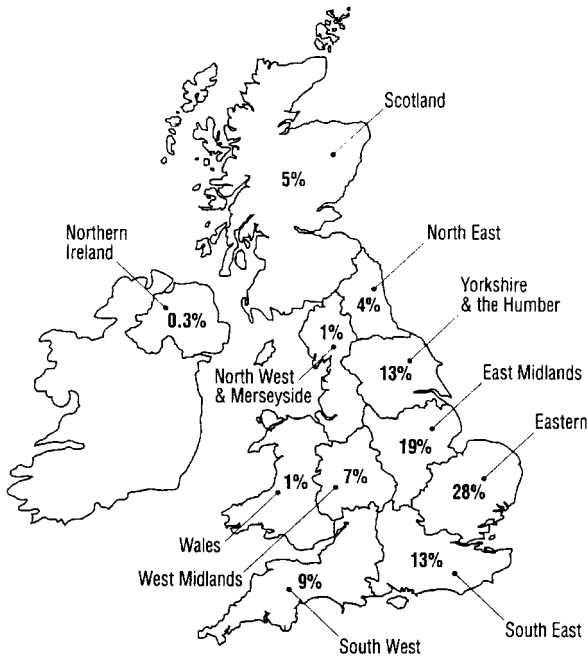 Scotland
5%
Northern
Ireland
0.3%
North East
4%
Yorkshire
& the Humber
13%
1%
North West
& Merseyside
East Midlands
19%
Eastern
28%
1%
Wales
7%
West Midlands
9%
South West
13%
South East